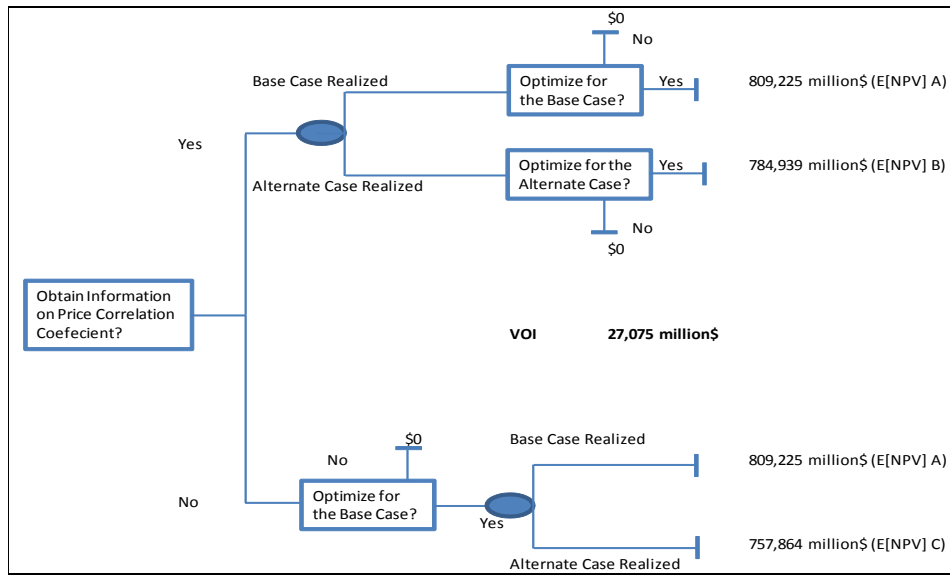 $0
No
Base Case Realized
Optimize for
the Base Case?
Yes
809,225 million$ (E[NPV] A)
Yes
Alternate Case Realized
Optimize for the
Alternate Case?
Yes
784,939 million$ (E[NPV] B)
No
$0
Obtain Information
on Price Correlation
Coefecient?
VOI 27,075 million$
$0
No
Base Case Realized
809,225 million$ (E[NPV] A)
No
Optimize for
the Base Case?
Yes
757,864 million$ (E[NPV] C)
Alternate Case Realized